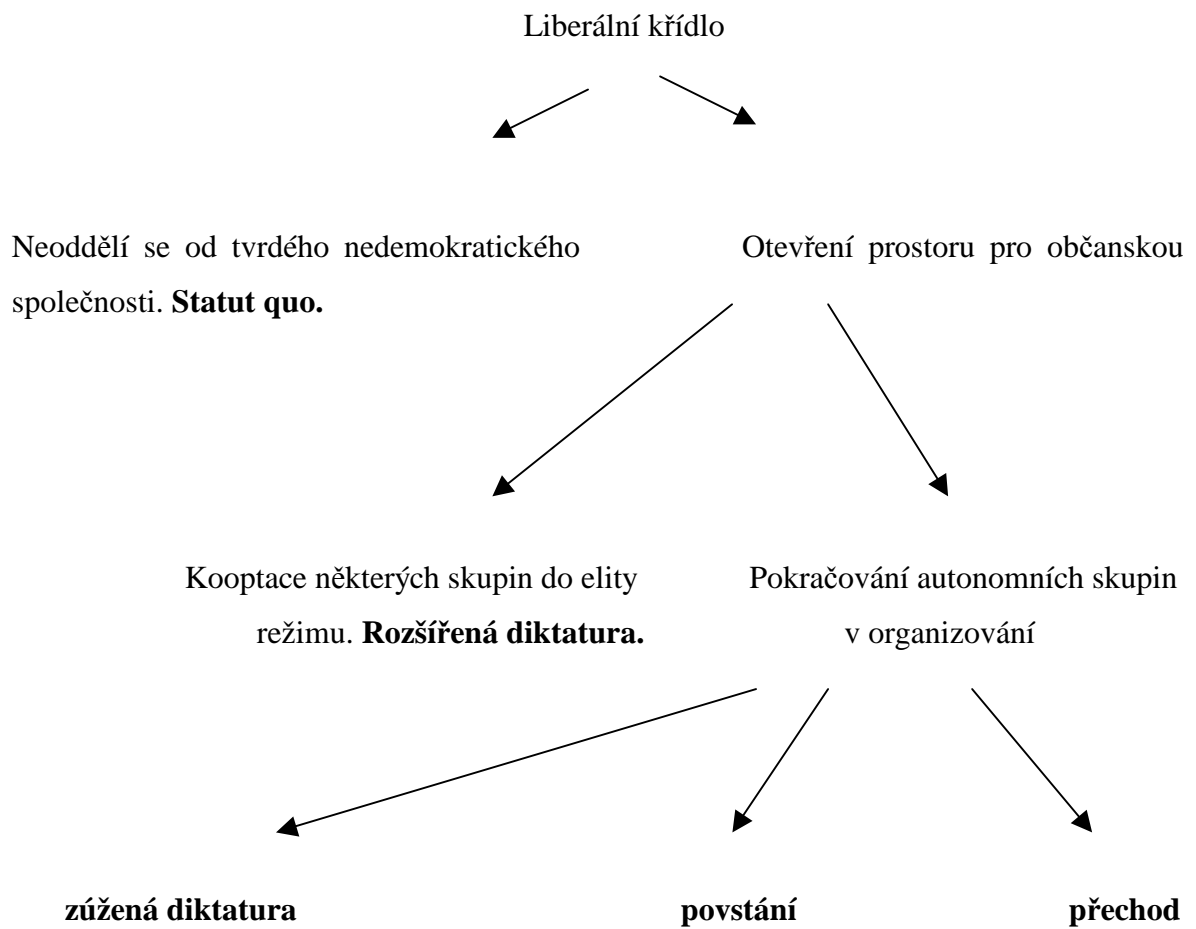 Liberální křídlo
Neoddělí se od tvrdého nedemokratického Otevření prostoru pro občanskou
společnosti. Statut quo.
Kooptace některých skupin do elity
režimu. Rozšířená diktatura.
Pokračování autonomních skupin
v organizování
zúžená diktatura
povstání
přechod